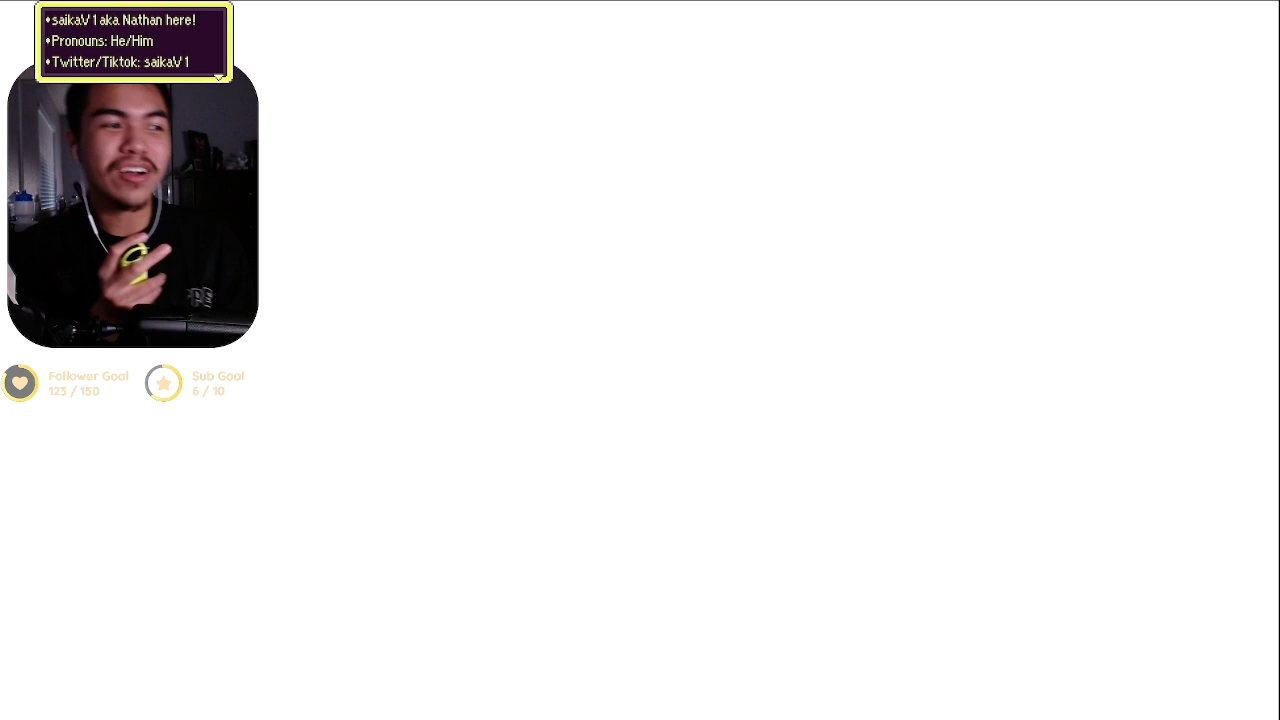 •saikaV1 aka Nathan here!
•Pronouns: He/Him
•Twitter/Tiktok: saikaV1
Follower Goal
123 / 150
Sub Goal
6 / 10